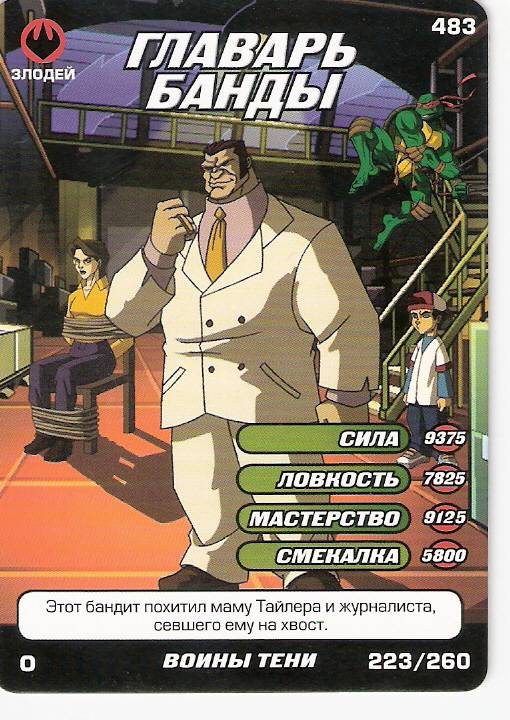 483
ЗЛОДЕЙ
ГЛАВАРЬ
БАНДЫ
СИЛА 9375
ЛОВКОСТЬ 7825
МАСТЕРСТВО 9125
СМЕКАЛКА 5800
Этот бандит похитил маму Тайлера и журналиста,
севшего ему на хвост.
0 ВОИНЫ ТЕНИ 223/260